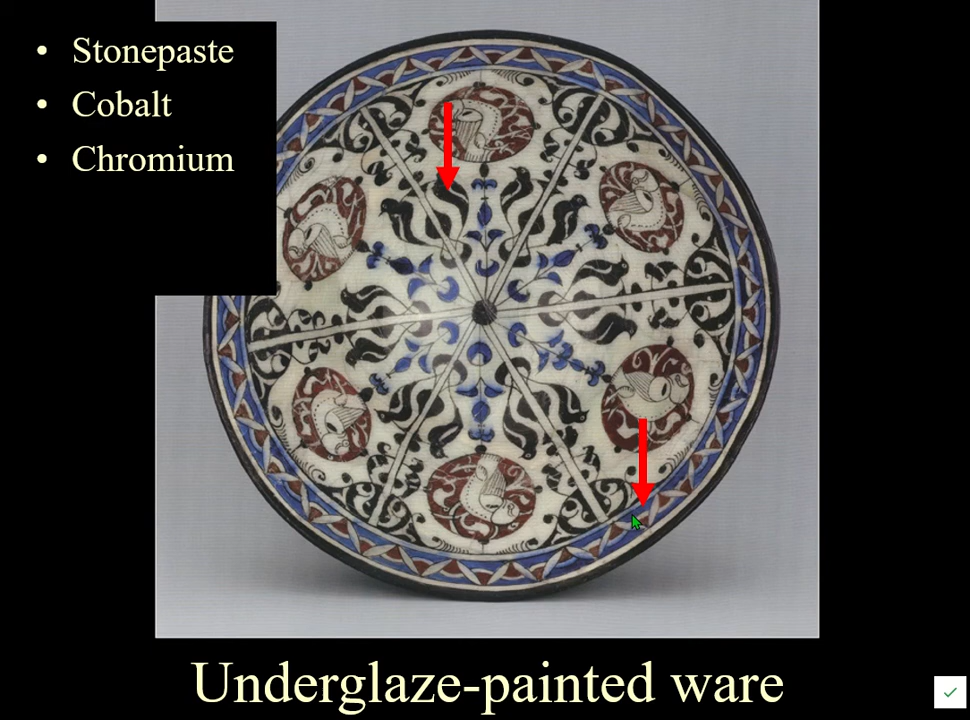 • Stonepaste
• Cobalt
• Chromium
Underglaze-painted ware